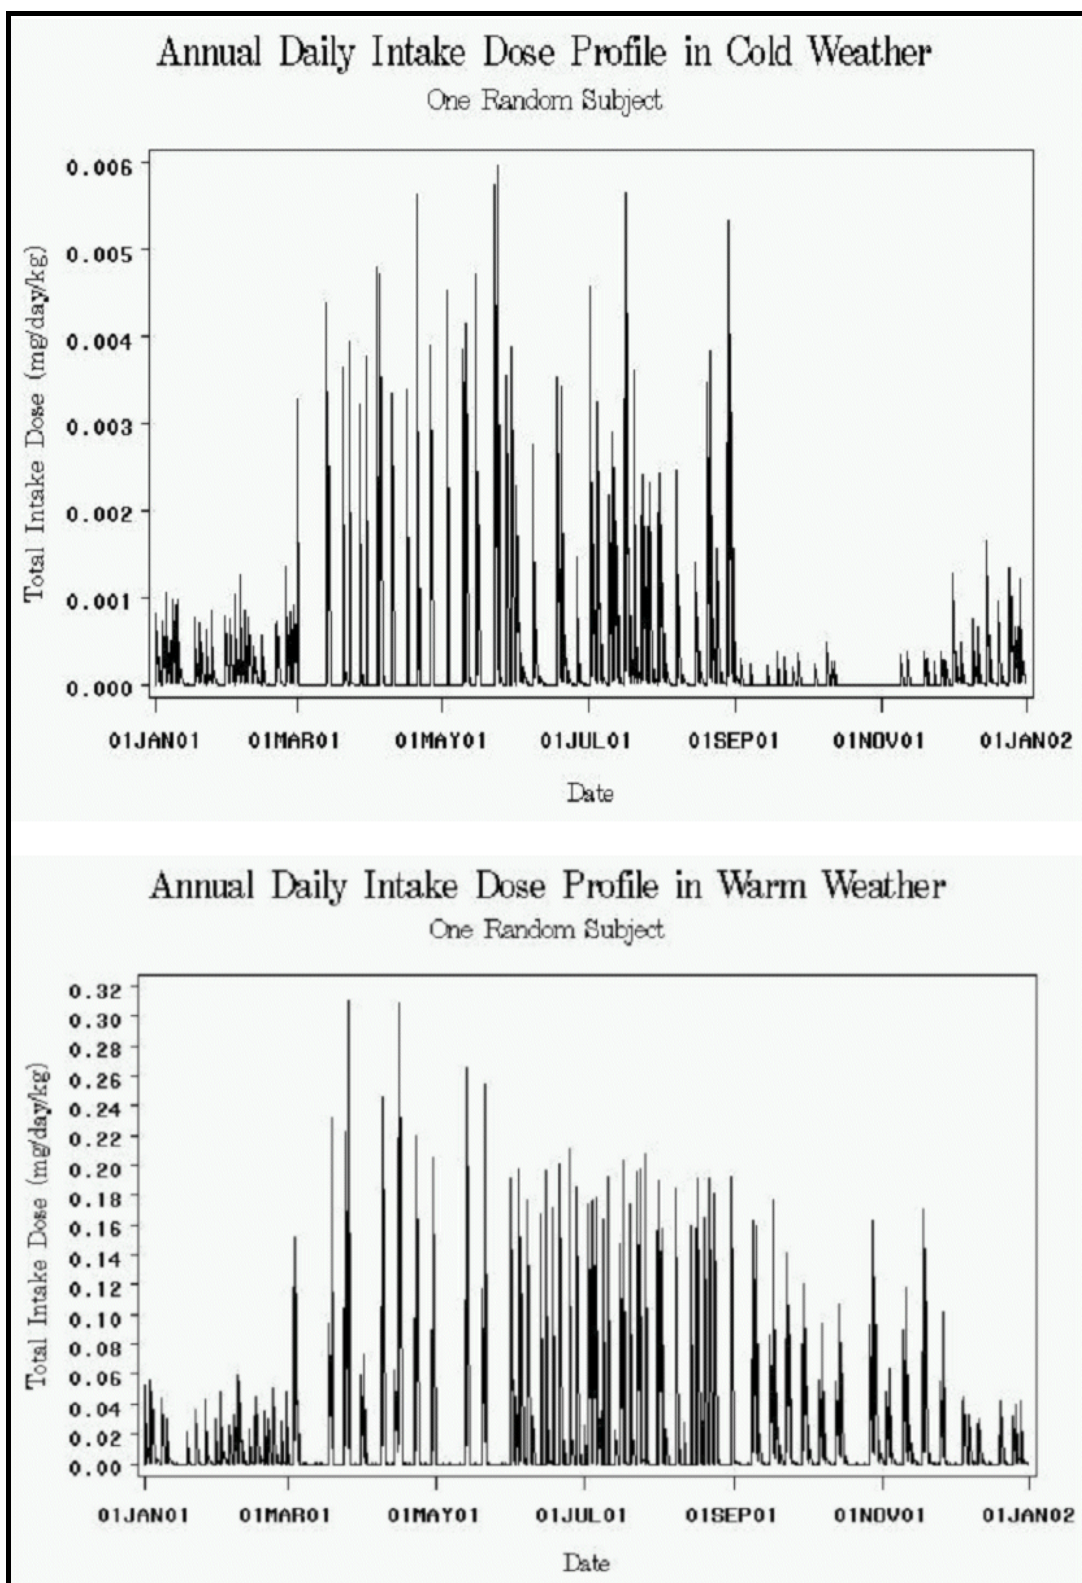 Annual Daily Intake Dose Profile in Cold Weather
One Random Subject
Total Intake Dose (mg/day/kg)
0.006
0.005
0.004
0.003
0.002
0.001
0.000
01JAN01 01MAR01 01MAY01 01JUL01 01SEP01 01NOV01 01JAN02
Date
Annual Daily Intake Dose Profile in Warm Weather
One Random Subject
Total Intake Dose (mg/day/kg)
0.32
0.30
0.28
0.26
0.24
0.22
0.20
0.18
0.16
0.14
0.12
0.10
0.08
0.06
0.04
0.02
0.00
01JAN01 01MAR01 01MAY01 01JUL01 01SEP01 01NOV01 01JAN02
Date